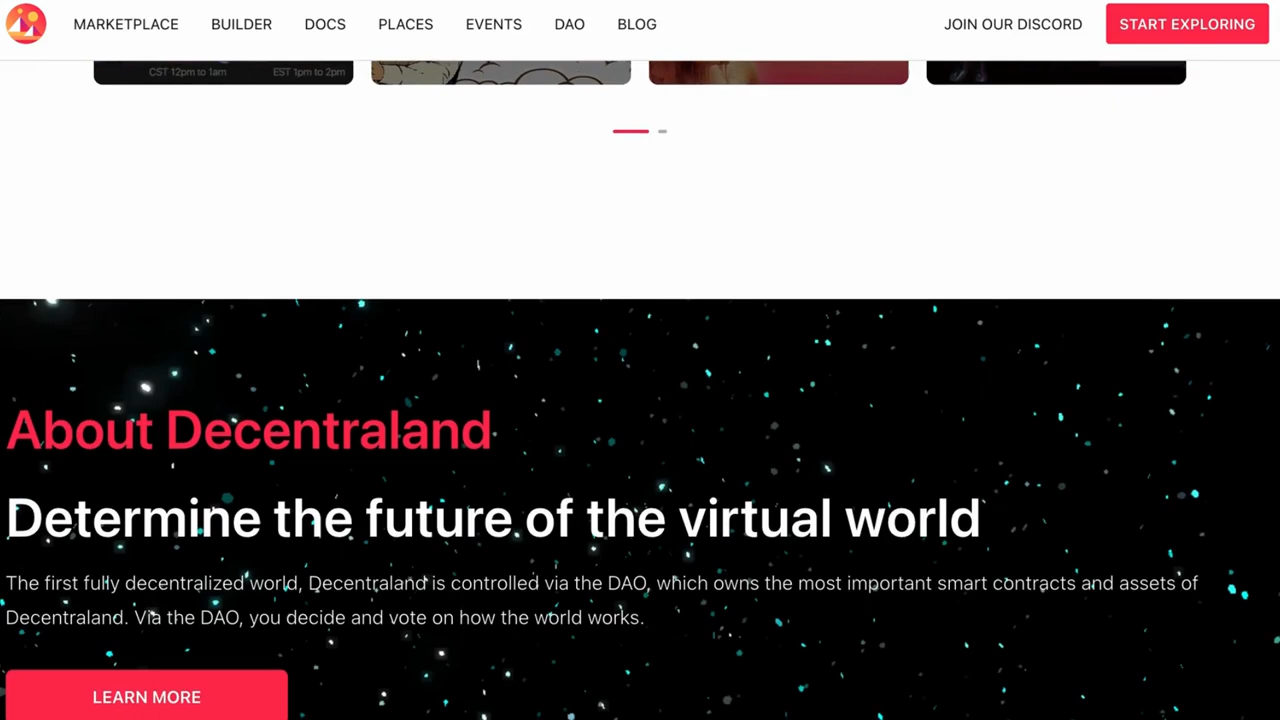 MARKETPLACE BUILDER DOCS PLACES EVENTS DAO BLOG JOIN OUR DISCORD START EXPLORING
CST 12pm to 1am EST 1pm to 2pm
About Decentraland
Determine the future of the virtual world
The first fully decentralized world, Decentraland is controlled via the DAO, which owns the most important smart contracts and assets of
Decentraland. Via the DAO, you decide and vote on how the world works.
LEARN MORE